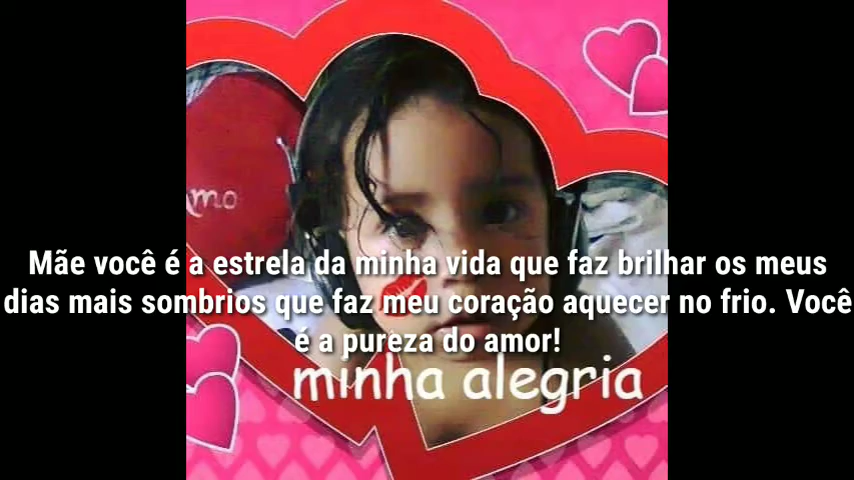 Amo
Mãe você é a estrela da minha vida que faz brilhar os meus
dias mais sombrios que faz meu coração aquecer no frio. Você
é a pureza do amor!
minha alegria